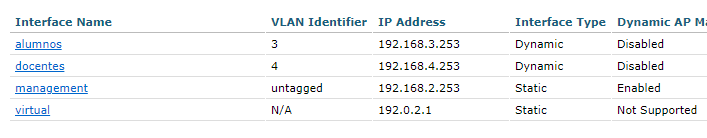 Interface Name VLAN Identifier IP Address Interface Type Dynamic AP Ma
alumnos 3 192.168.3.253 Dynamic Disabled
docentes 4 192.168.4.253 Dynamic Disabled
management untagged 192.168.2.253 Static Enabled
virtual N/A 192.0.2.1 Static Not Supported